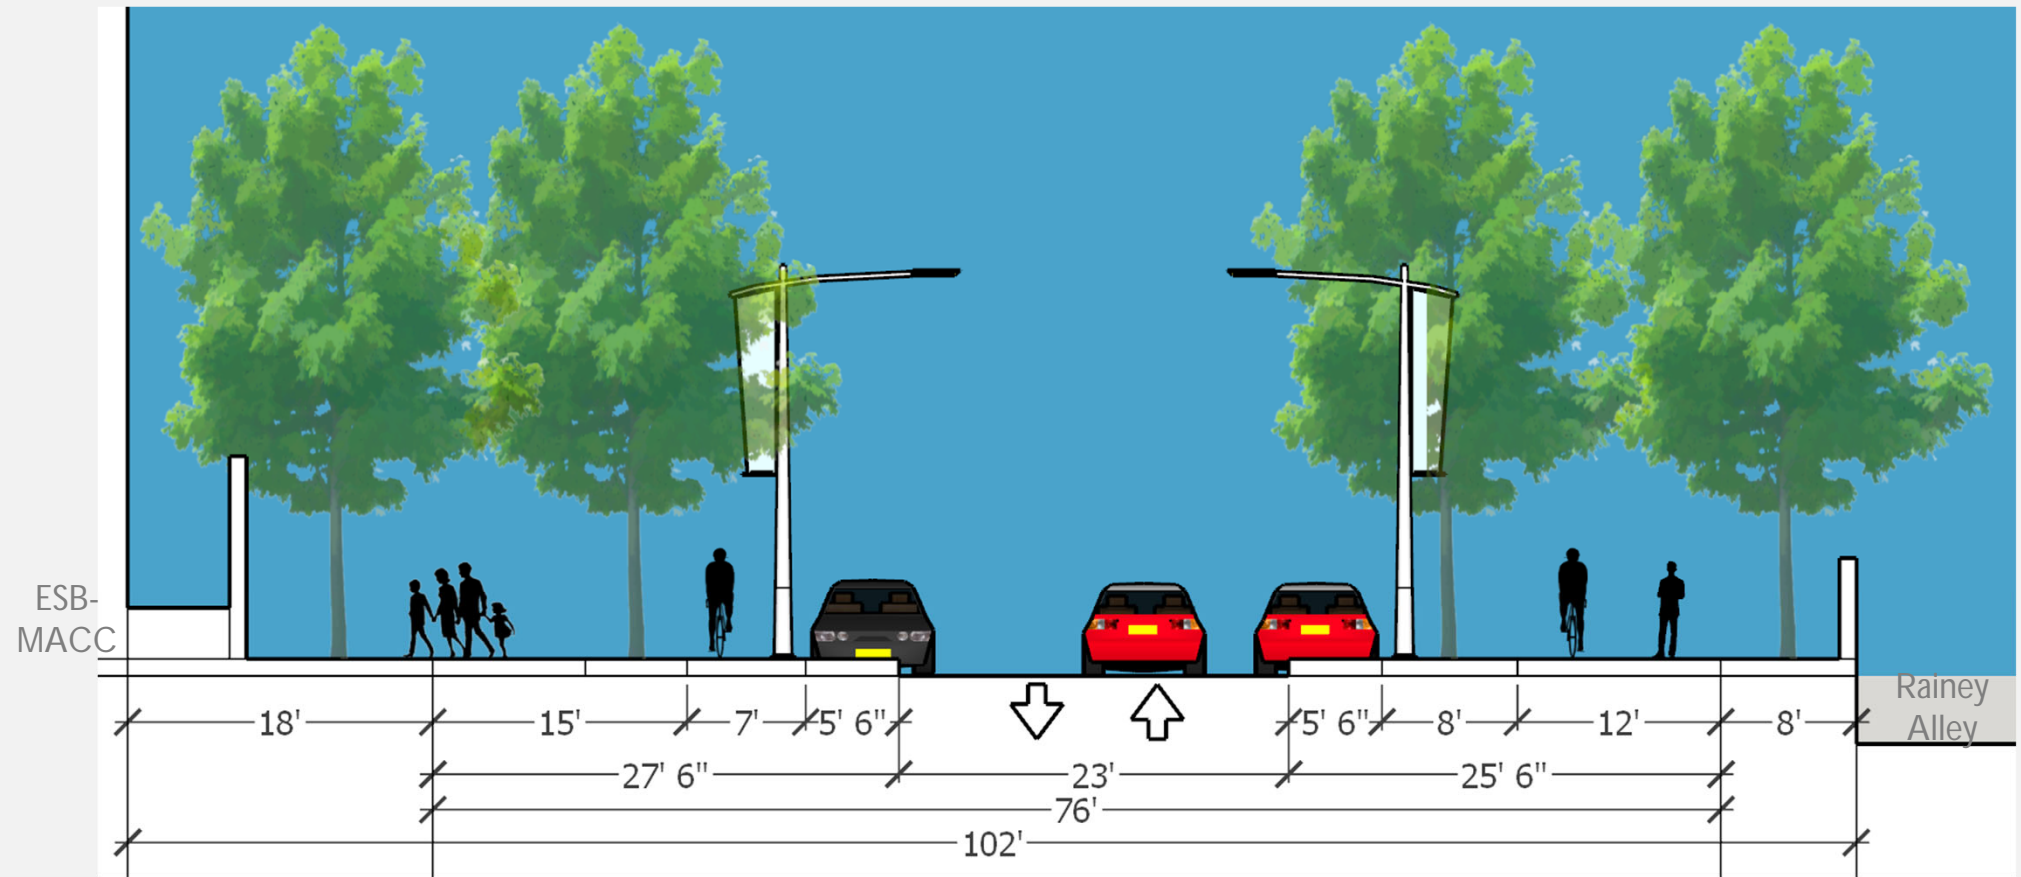 ESB-
MACC
Rainey
Alley
18' 15' 7' 5' 6" 5' 6" 8' 12' 8'
27' 6" 23' 25' 6"
76'
102'